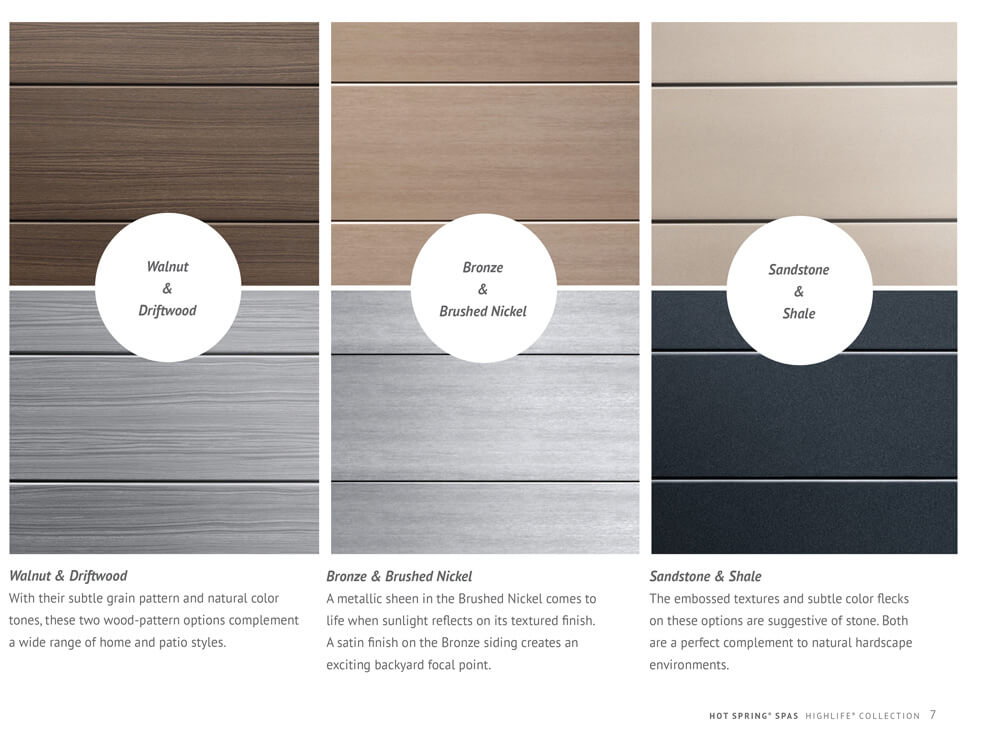 Walnut
&
Driftwood
Bronze
&
Brushed Nickel
Sandstone
&
Shale
Walnut & Driftwood
With their subtle grain pattern and natural color
tones, these two wood-pattern options complement
a wide range of home and patio styles.
Bronze & Brushed Nickel
A metallic sheen in the Brushed Nickel comes to
life when sunlight reflects on its textured finish.
A satin finish on the Bronze siding creates an
exciting backyard focal point.
Sandstone & Shale
The embossed textures and subtle color flecks
on these options are suggestive of stone. Both
are a perfect complement to natural hardscape
environments.
HOT SPRING® SPAS HIGHLIFE® COLLECTION 7